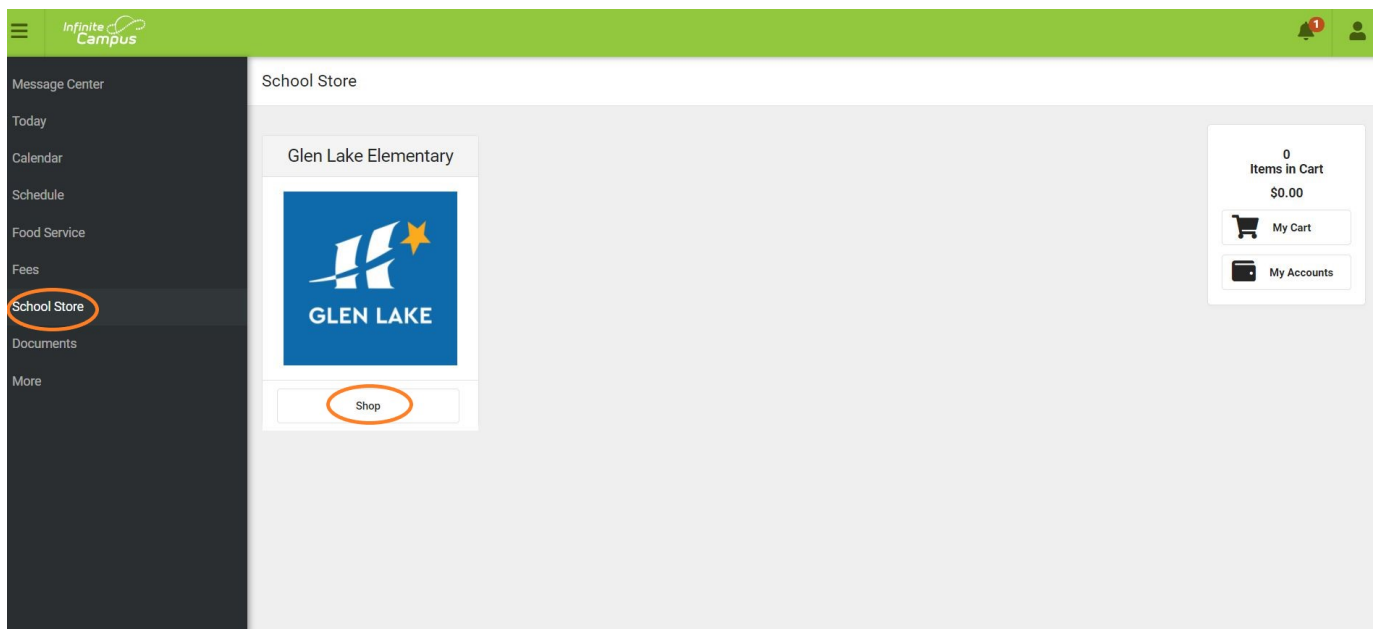 Infinite
Campus
1
Message Center
Today
Calendar
Schedule
Food Service
Fees
School Store
Documents
More
School Store
Glen Lake Elementary
GLEN LAKE
Shop
0
Items in Cart
$0.00
My Cart
My Accounts